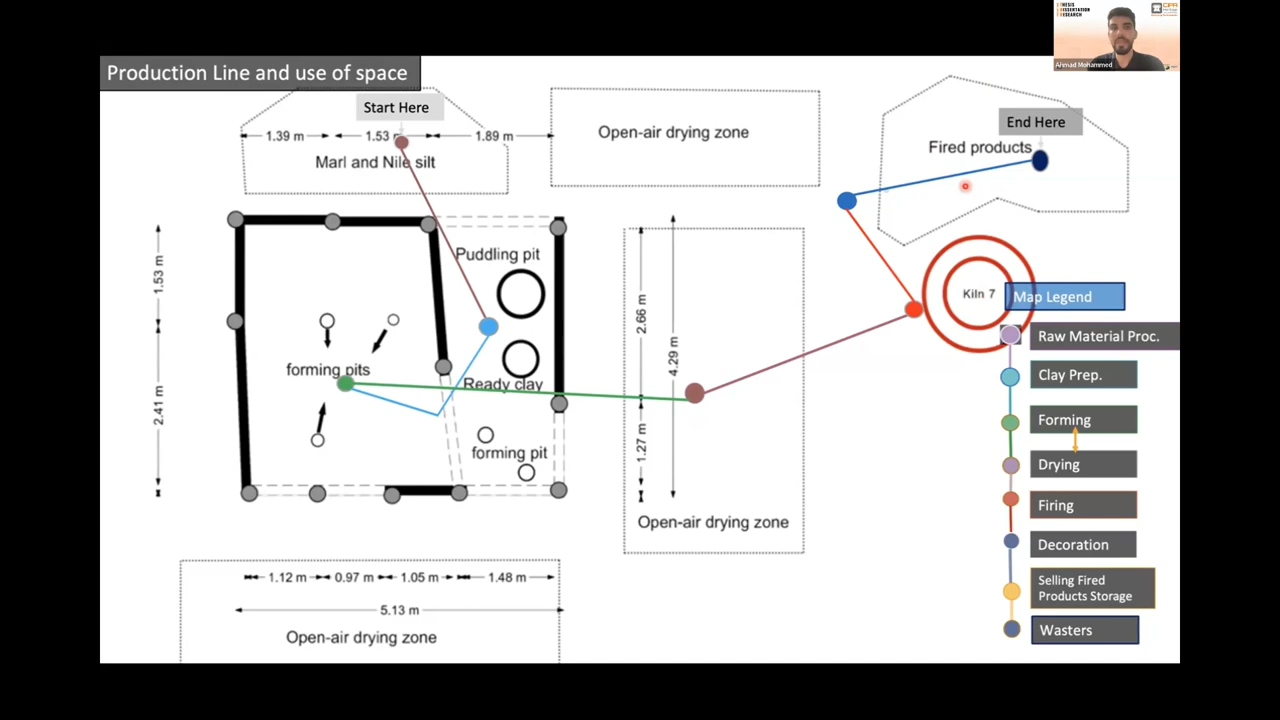 THESIS
DISSERTATION
RESEARCH
CIPA
Ahmad Mohammed
Production Line and use of space
Start Here
1.39 m
1.53
1.89 m
Marl and Nile silt
Open-air drying zone
End Here
Fired products
Puddling pit
1.53 m
2.66 m
4.29 m
Kiln 7
Map Legend
Raw Material Proc.
forming pits
Ready clay
Clay Prep.
2.41 m
1.27 m
Forming
forming pit
Drying
Open-air drying zone
Firing
Decoration
1.12 m
0.97 m
1.05 m
1.48 m
Selling Fired
Products Storage
5.13 m
Open-air drying zone
Wasters